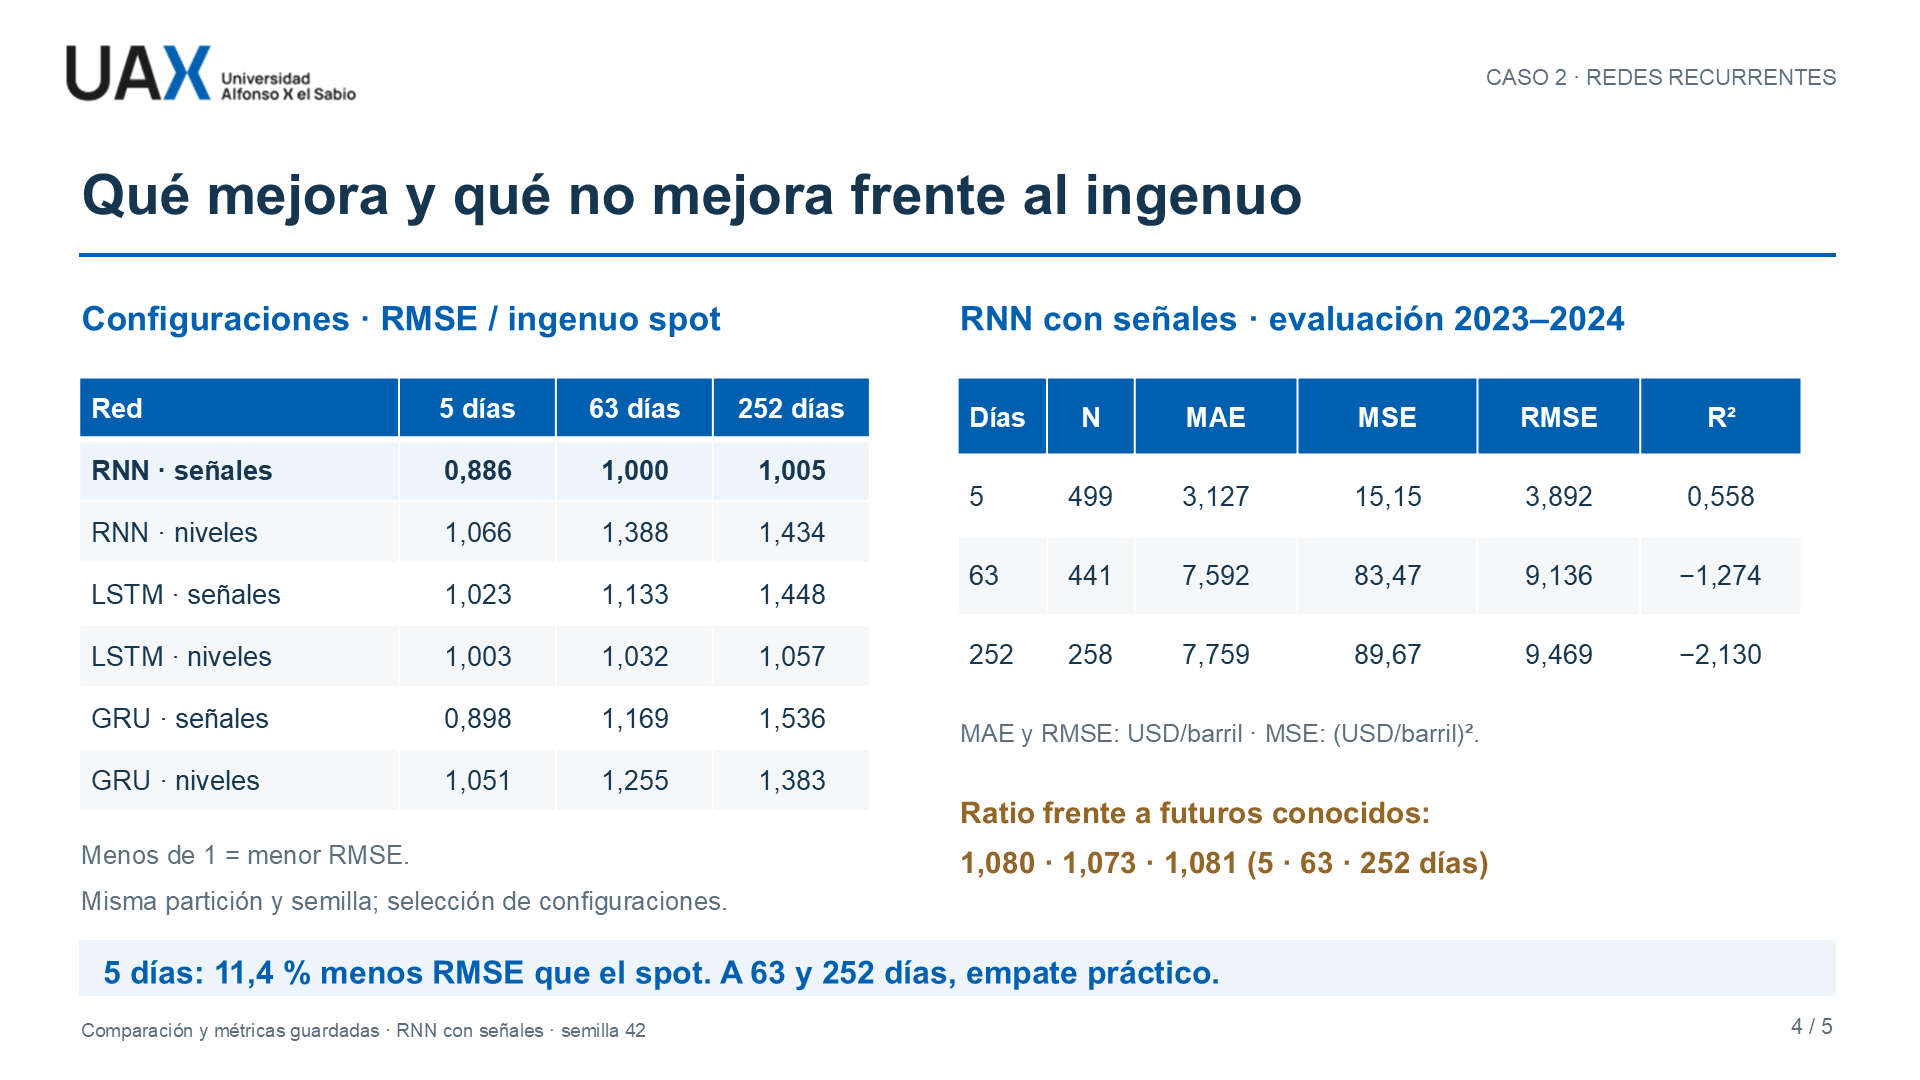 UAX Universidad
Alfonso X el Sabio
CASO 2 · REDES RECURRENTES
Qué mejora y qué no mejora frente al ingenuo
Configuraciones · RMSE / ingenuo spot
Red 5 días 63 días 252 días
RNN · señales 0,886 1,000 1,005
RNN · niveles 1,066 1,388 1,434
LSTM · señales 1,023 1,133 1,448
LSTM · niveles 1,003 1,032 1,057
GRU · señales 0,898 1,169 1,536
GRU · niveles 1,051 1,255 1,383
Menos de 1 = menor RMSE.
Misma partición y semilla; selección de configuraciones.
RNN con señales · evaluación 2023–2024
Días N MAE MSE RMSE R²
5 499 3,127 15,15 3,892 0,558
63 441 7,592 83,47 9,136 −1,274
252 258 7,759 89,67 9,469 −2,130
MAE y RMSE: USD/barril · MSE: (USD/barril)².
Ratio frente a futuros conocidos:
1,080 · 1,073 · 1,081 (5 · 63 · 252 días)
5 días: 11,4 % menos RMSE que el spot. A 63 y 252 días, empate práctico.
Comparación y métricas guardadas · RNN con señales · semilla 42
4 / 5